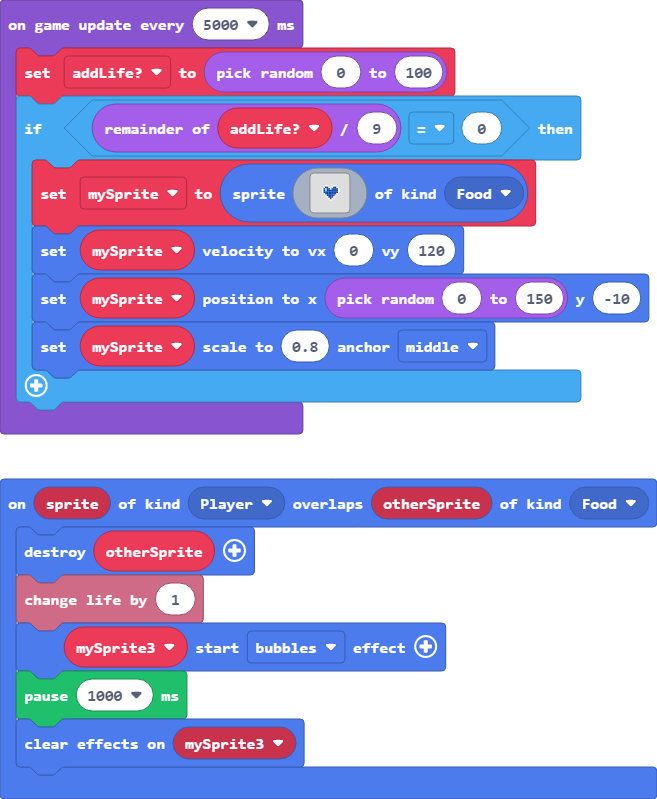 on game update every 5000 ms
set addLife? to pick random 0 to 100
if remainder of addLife? / 9 = 0 then
set mySprite to sprite of kind Food
set mySprite velocity to vx 0 vy 120
set mySprite position to x pick random 0 to 150 y -10
set mySprite scale to 0.8 anchor middle
on sprite of kind Player overlaps otherSprite of kind Food
destroy otherSprite
change life by 1
mySprite3 start bubbles effect
pause 1000 ms
clear effects on mySprite3